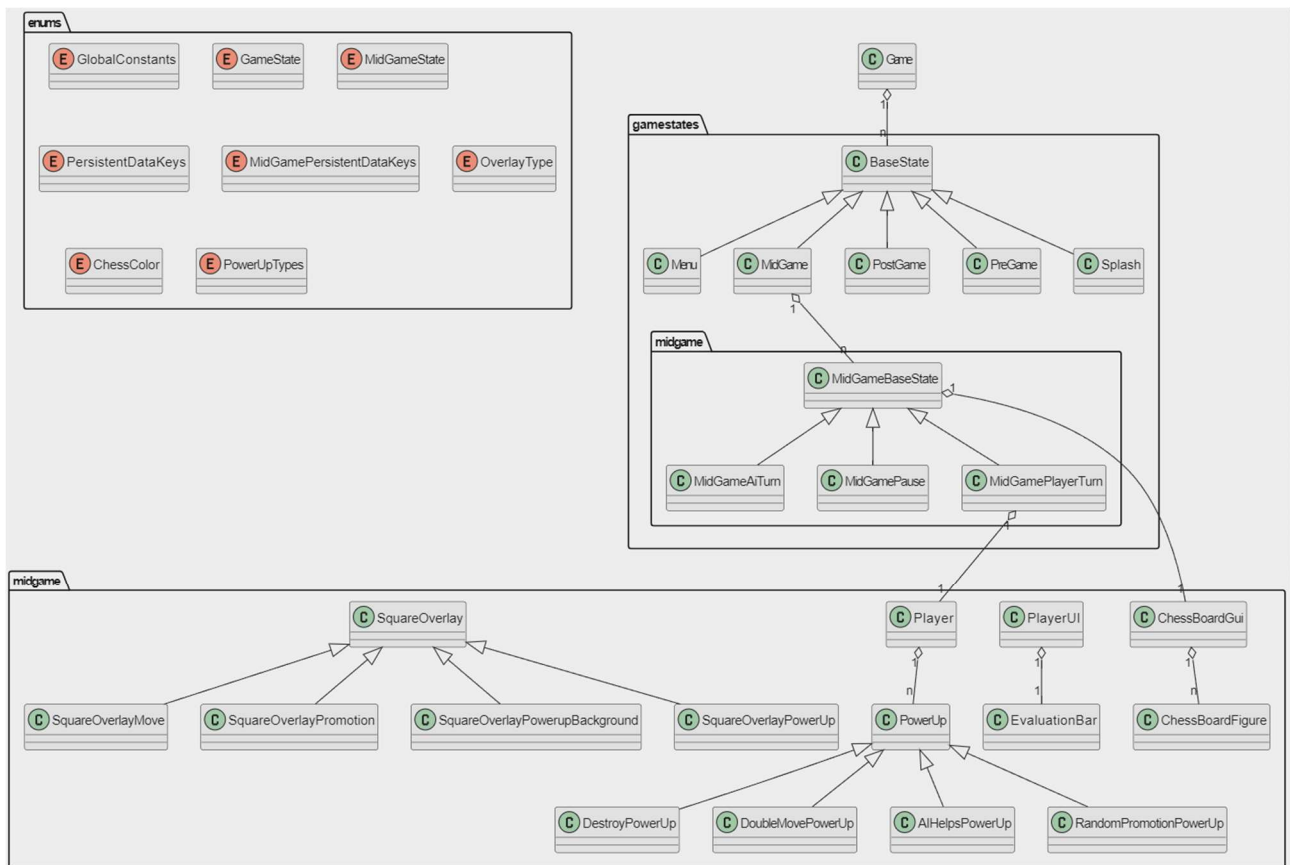 enums
E GlobalConstants
E GameState
E MidGameState
C Game
1
n
gamestates
E PersistentDataKeys
E MidGamePersistentDataKeys
E OverlayType
C BaseState
E ChessColor
E PowerUpTypes
C Menu
C MidGame
C PostGame
C PreGame
C Splash
1
n
midgame
C MidGameBaseState
1
C MidGameAiTurn
C MidGamePause
C MidGamePlayerTurn
1
1
1
midgame
C SquareOverlay
C Player
C PlayerUI
C ChessBoardGui
1
n
1
1
1
n
C SquareOverlayMove
C SquareOverlayPromotion
C SquareOverlayPowerupBackground
C SquareOverlayPowerUp
C PowerUp
C EvaluationBar
C ChessBoardFigure
C DestroyPowerUp
C DoubleMovePowerUp
C AIHelpsPowerUp
C RandomPromotionPowerUp